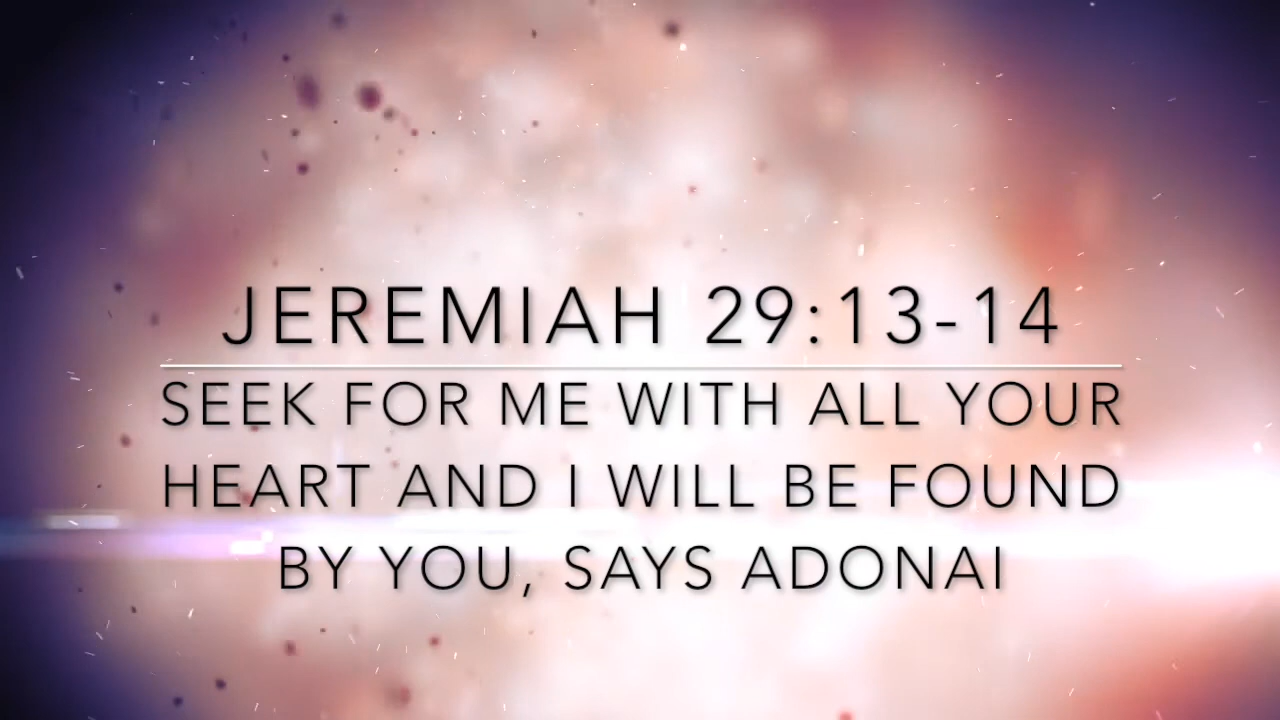 JEREMIAH 29:13-14
SEEK FOR ME WITH ALL YOUR
HEART AND I WILL BE FOUND
BY YOU, SAYS ADONAI